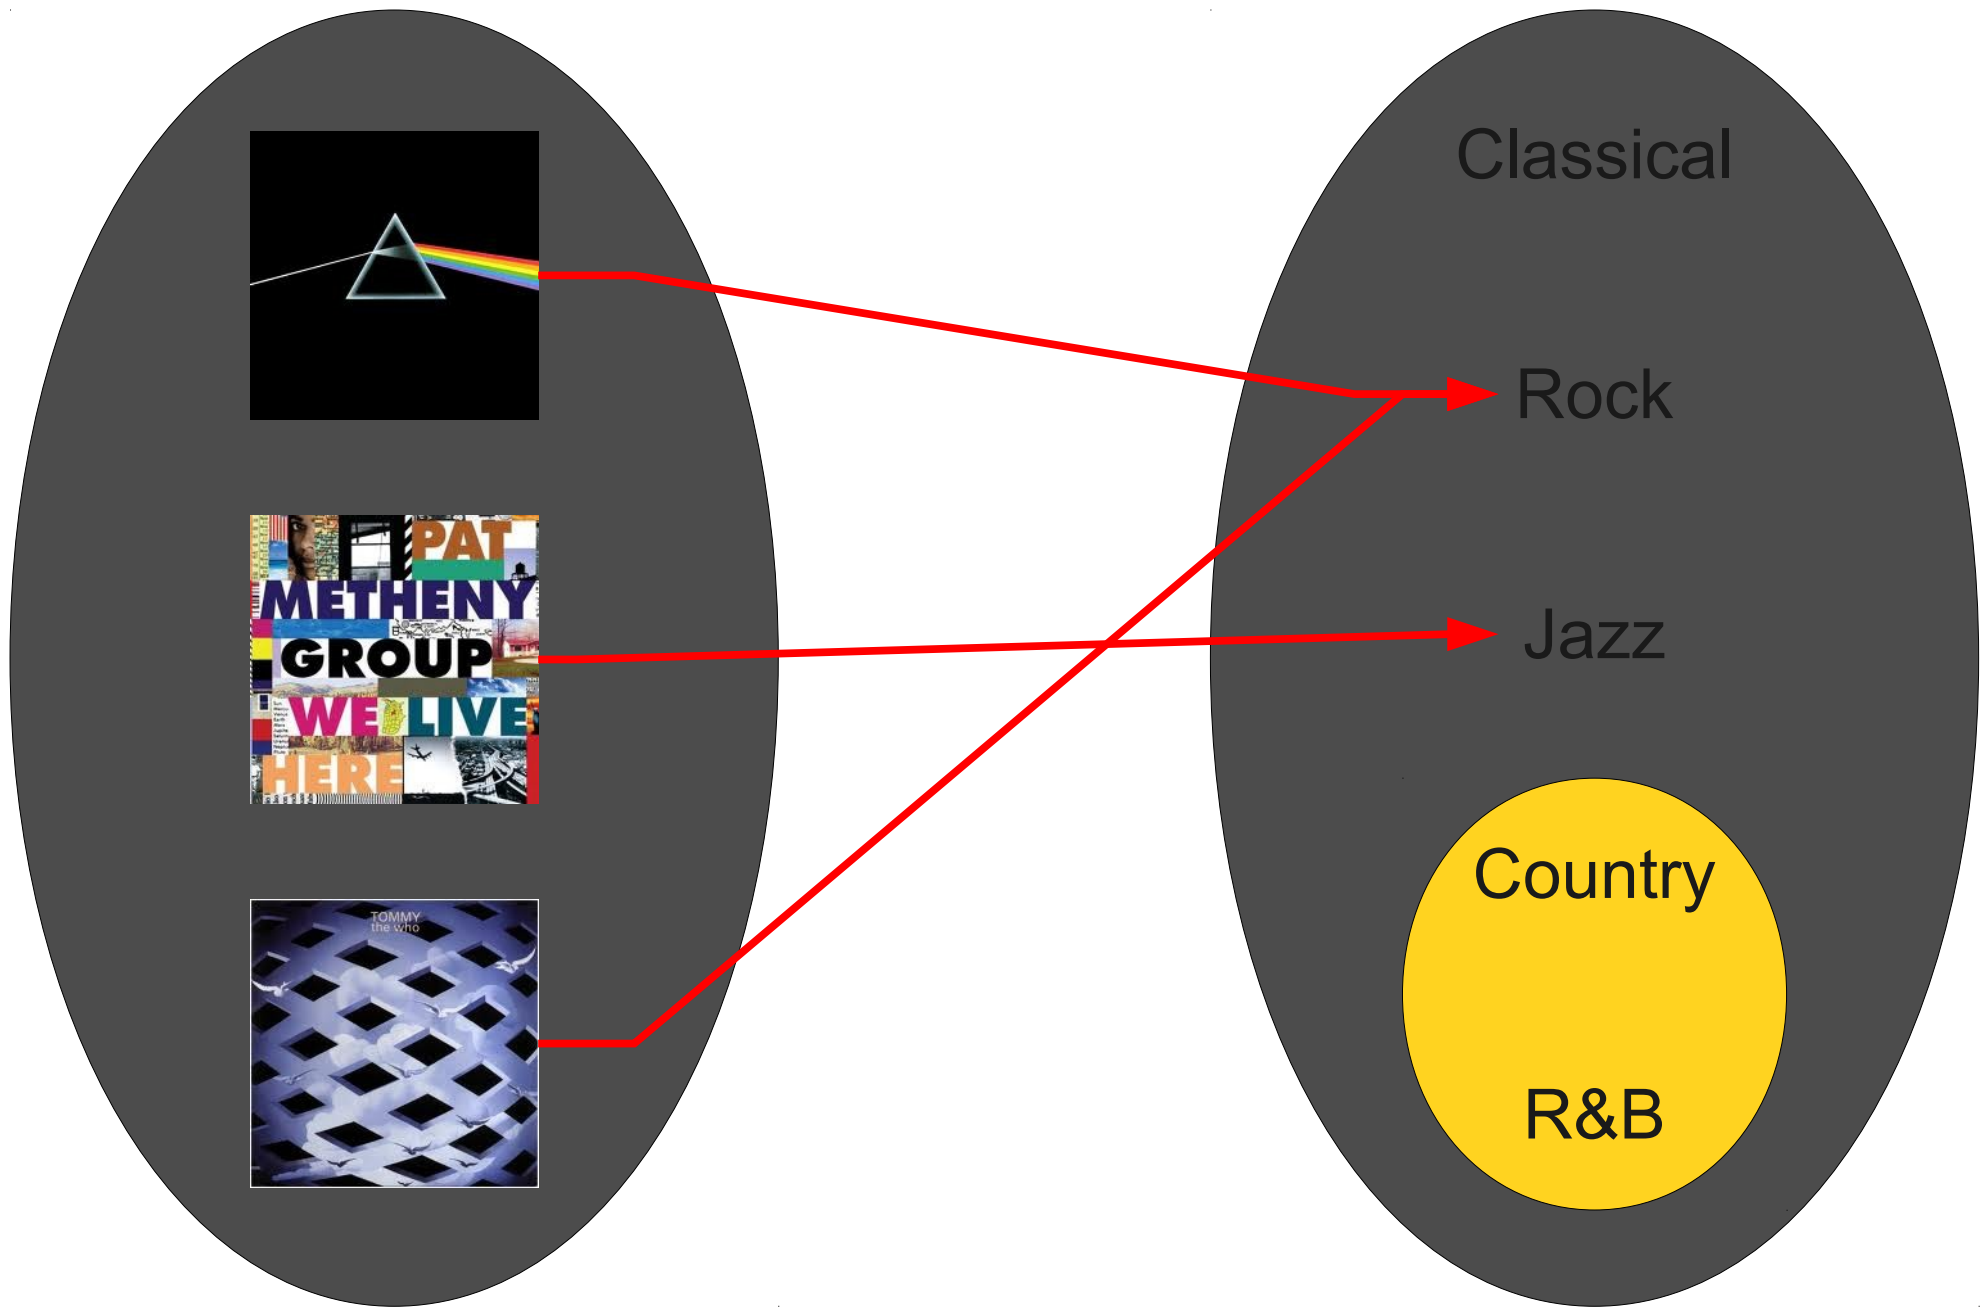 PAT
METHENY
GROUP
WE LIVE
HERE
TOMMY
the who
Classical
Rock
Jazz
Country
R&B